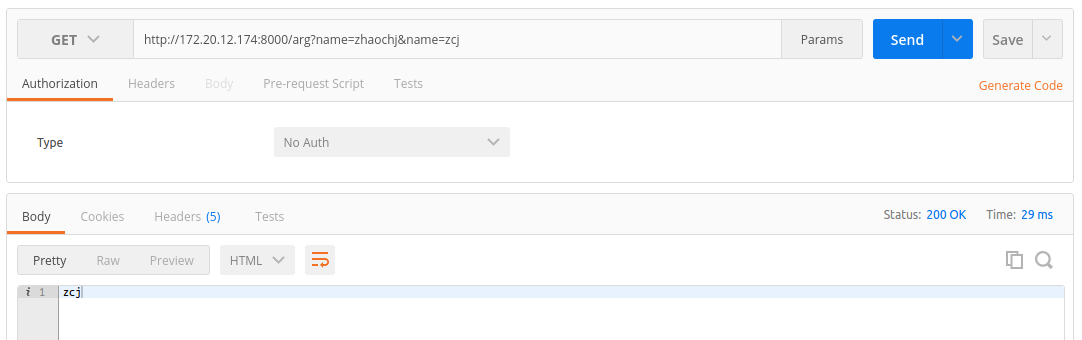 GET http://172.20.12.174:8000/arg?name=zhaochj&name=zcj Params Send Save
Authorization Headers Body Pre-request Script Tests Generate Code
Type No Auth
Body Cookies Headers (5) Tests Status: 200 OK Time: 29 ms
Pretty Raw Preview HTML
i 1 zcj